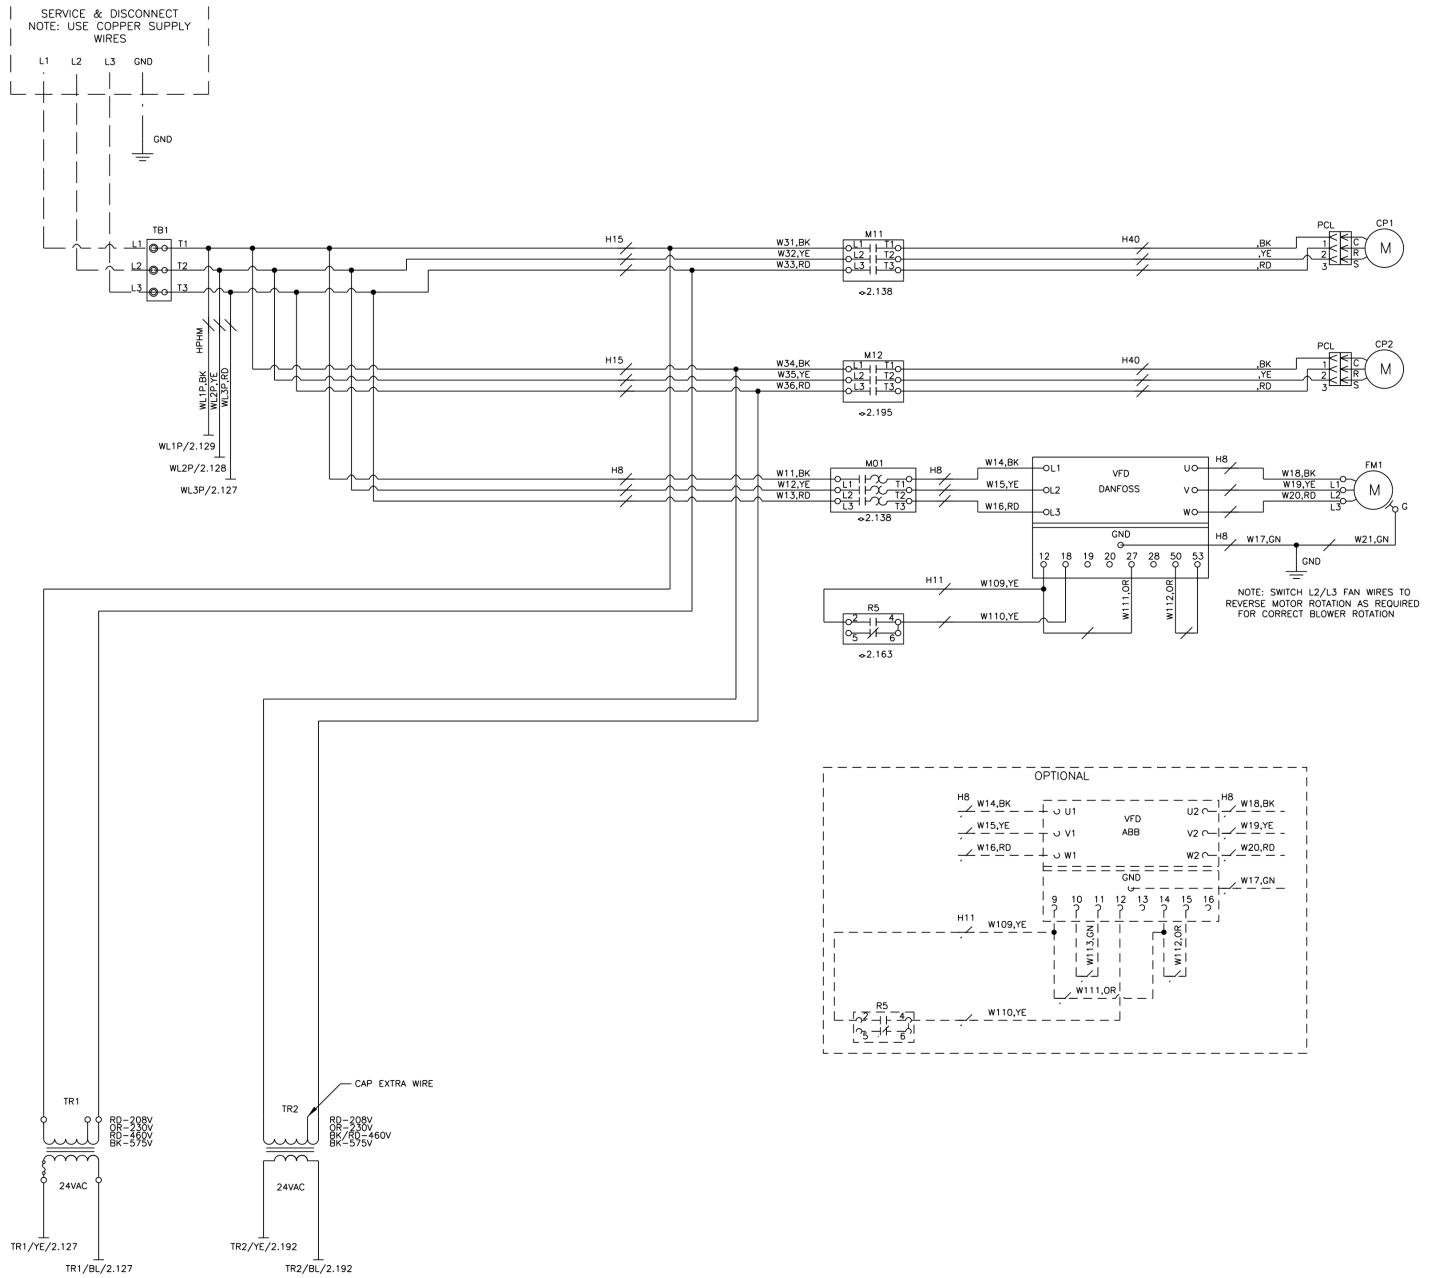 SERVICE & DISCONNECT
NOTE: USE COPPER SUPPLY
WIRES
L1 L2 L3 GND
GND
TB1
L1 T1
L2 T2
L3 T3
HPHM
WL1P,BK
WL2P,YE
WL3P,RD
WL1P/2.129
WL2P/2.128
WL3P/2.127
H15
W31,BK
W32,YE
W33,RD
M11
L1 T1
L2 T2
L3 T3
⬄2.138
H40
,BK
,YE
,RD
PCL
1
2
3
C
R
S
CP1
M
H15
W34,BK
W35,YE
W36,RD
M12
L1 T1
L2 T2
L3 T3
⬄2.195
H40
,BK
,YE
,RD
PCL
1
2
3
C
R
S
CP2
M
H8
W11,BK
W12,YE
W13,RD
M01
L1 T1
L2 T2
L3 T3
⬄2.138
H8
W14,BK
W15,YE
W16,RD
L1
L2
L3
VFD
DANFOSS
U
V
W
H8
W18,BK
W19,YE
W20,RD
L1
L2
L3
FM1
M
G
GND
H8
W17,GN
W21,GN
GND
12 18 19 20 27 28 50 53
W111,OR
W112,OR
H11
W109,YE
W110,YE
R5
2 4
5 6
⬄2.163
NOTE: SWITCH L2/L3 FAN WIRES TO
REVERSE MOTOR ROTATION AS REQUIRED
FOR CORRECT BLOWER ROTATION
OPTIONAL
H8
W14,BK
W15,YE
W16,RD
U1
V1
W1
VFD
ABB
U2
V2
W2
H8
W18,BK
W19,YE
W20,RD
GND
W17,GN
9 10 11 12 13 14 15 16
H11
W109,YE
W113,GN
W112,OR
W111,OR
W110,YE
R5
2 4
5 6
TR1
RD-208V
OR-230V
RD-460V
BK-575V
24VAC
TR1/YE/2.127
TR1/BL/2.127
CAP EXTRA WIRE
TR2
RD-208V
OR-230V
BK/RD-460V
BK-575V
24VAC
TR2/YE/2.192
TR2/BL/2.192